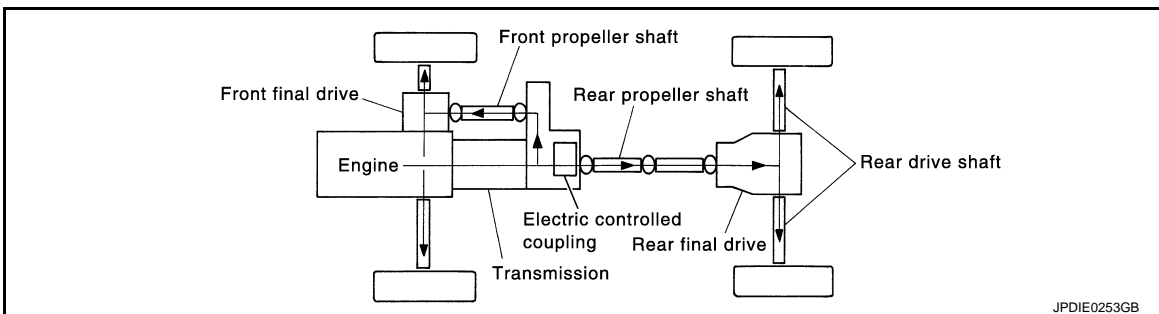 Front propeller shaft
Front final drive
Rear propeller shaft
Engine
Rear drive shaft
Electric controlled
coupling
Rear final drive
Transmission
JPDIE0253GB